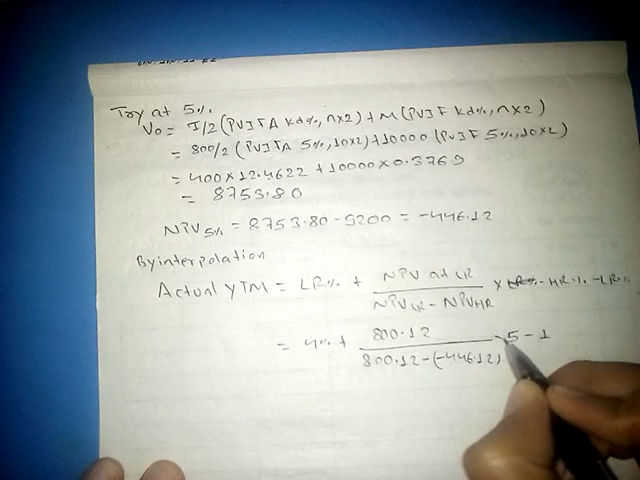 Try at 5%
V0 = I/2 (PVIFA Kd%, n×2) + M (PVIF Kd%, n×2)
= 800/2 (PVIFA 5%, 10×2) + 10000 (PVIF 5%, 10×2)
= 400 × 12.4622 + 10000 × 0.3769
= 8753.80
NPV5% = 8753.80 - 9200 = -446.12
By interpolation
Actual YTM = LR% + NPV at LR / NPVLR - NPVHR × HR% - LR%
= 4% + 800.12 / 800.12 - (-446.12) 5 - 1